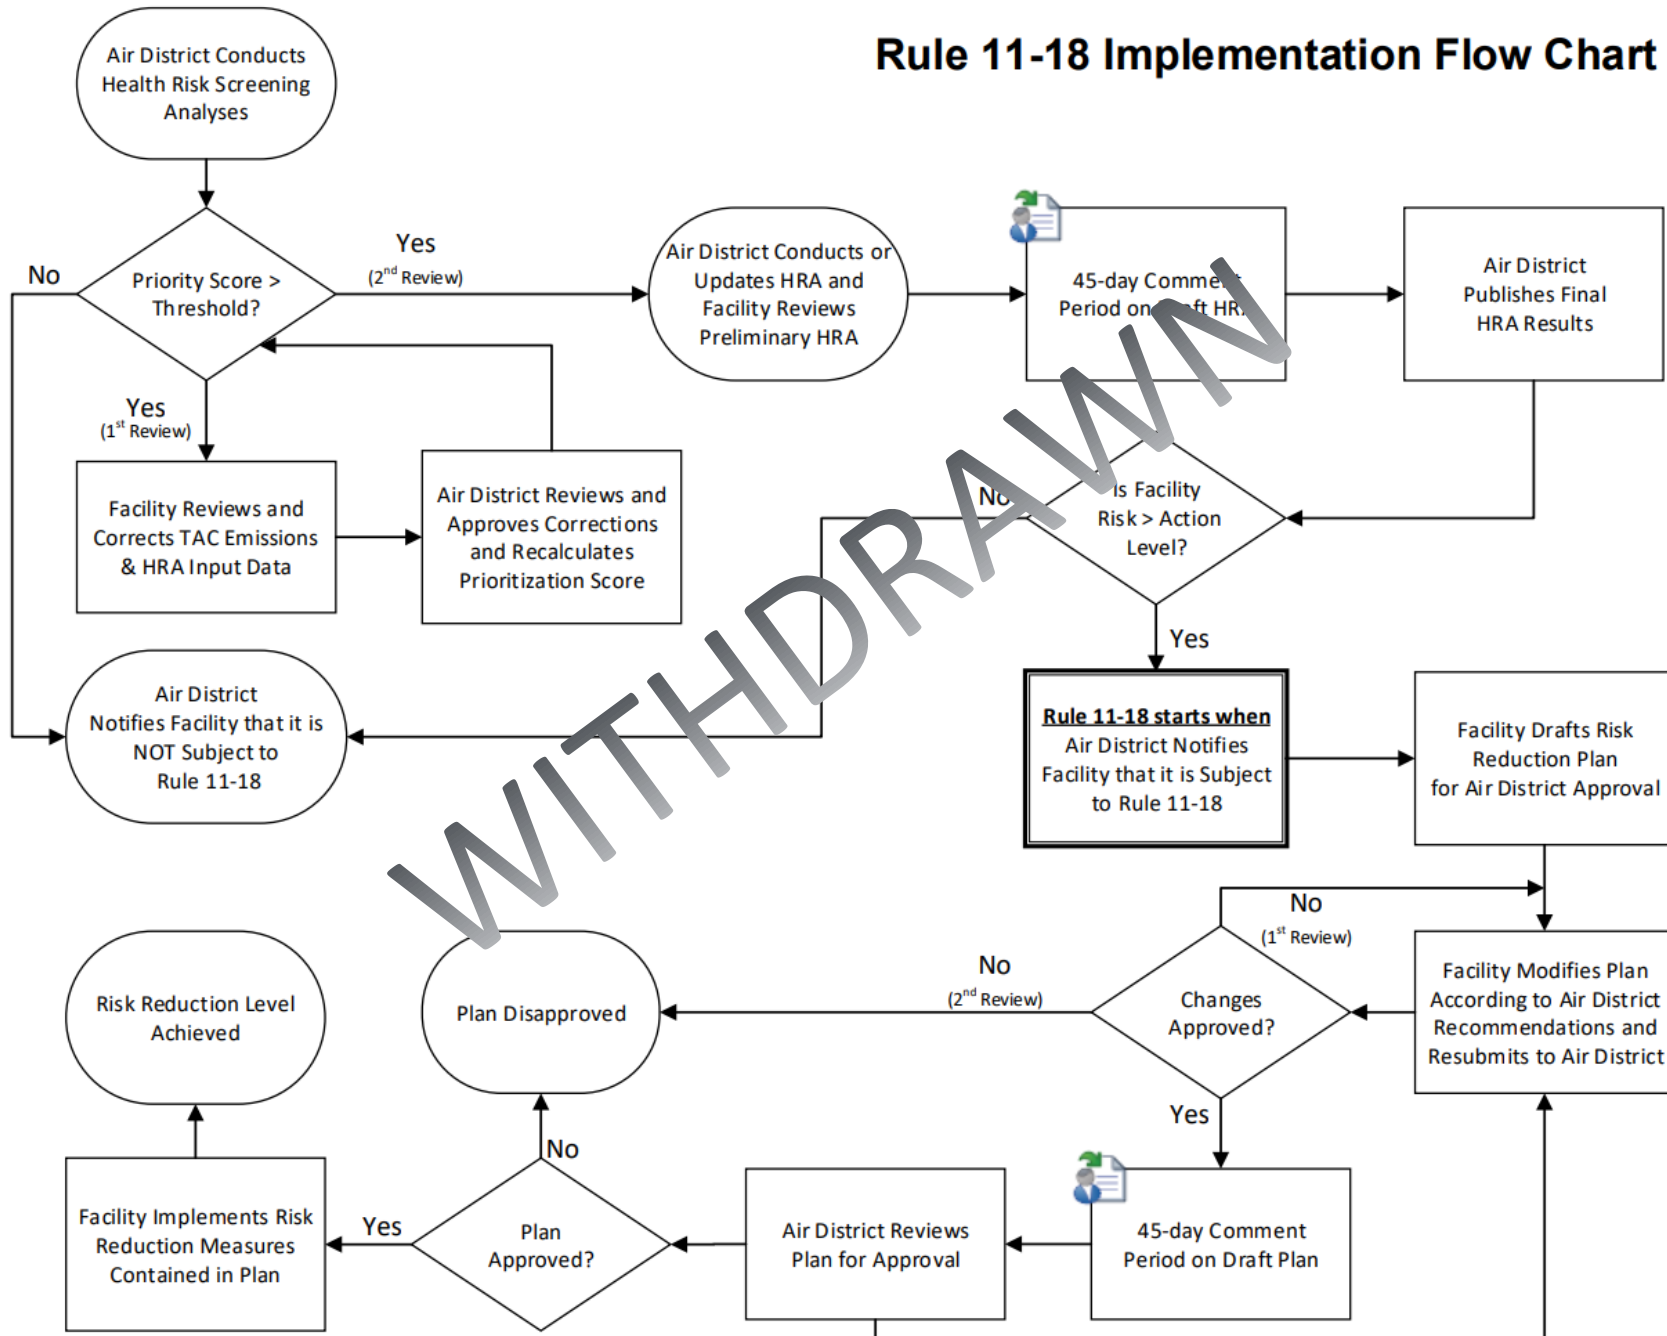 Rule 11-18 Implementation Flow Chart
Air District Conducts
Health Risk Screening
Analyses
No
Priority Score >
Threshold?
Yes
(2nd Review)
Air District Conducts or
Updates HRA and
Facility Reviews
Preliminary HRA
45-day Comment
Period on Draft HRA
Air District
Publishes Final
HRA Results
Yes
(1st Review)
Facility Reviews and
Corrects TAC Emissions
& HRA Input Data
Air District Reviews and
Approves Corrections
and Recalculates
Prioritization Score
No
Is Facility
Risk > Action
Level?
Yes
Air District
Notifies Facility that it is
NOT Subject to
Rule 11-18
Rule 11-18 starts when
Air District Notifies
Facility that it is Subject
to Rule 11-18
Facility Drafts Risk
Reduction Plan
for Air District Approval
WITHDRAWN
No
(1st Review)
Risk Reduction Level
Achieved
Plan Disapproved
No
(2nd Review)
Changes
Approved?
Facility Modifies Plan
According to Air District
Recommendations and
Resubmits to Air District
Yes
No
Facility Implements Risk
Reduction Measures
Contained in Plan
Yes
Plan
Approved?
Air District Reviews
Plan for Approval
45-day Comment
Period on Draft Plan